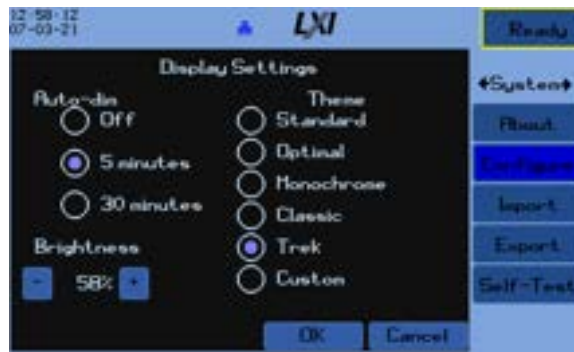 12-58-12
07-03-21
LXI
Ready
Display Settings
Auto-dim
Off
5 minutes
30 minutes
Brightness
-
58%
+
Theme
Standard
Optimal
Monochrome
Classic
Trek
Custom
OK
Cancel
System
About
Configure
Import
Export
Self-Test